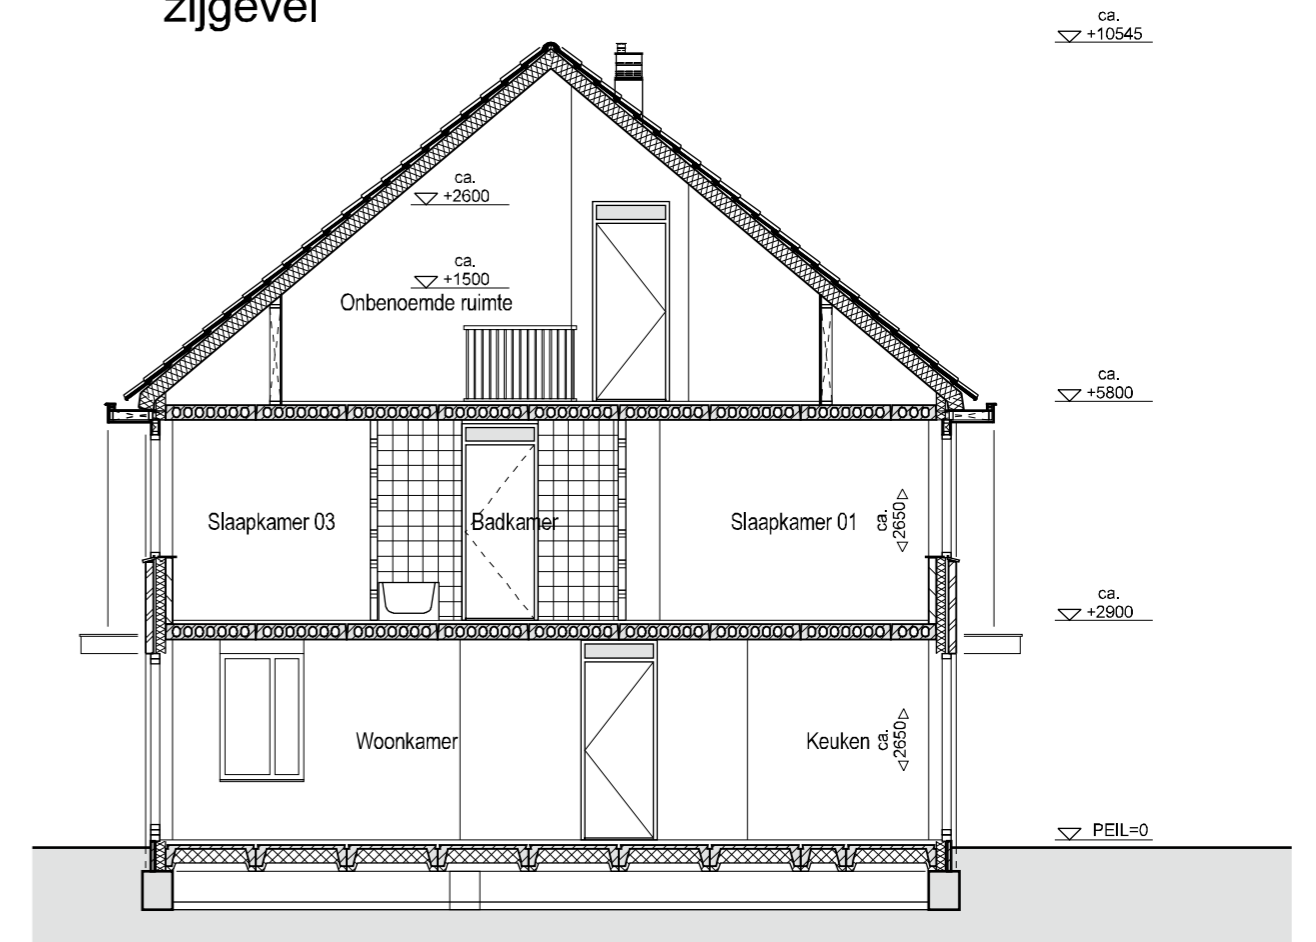 zijgevel
ca.
+10545
ca.
+2600
ca.
+1500
Onbenoemde ruimte
ca.
+5800
Slaapkamer 03
Badkamer
Slaapkamer 01
ca.
2650
ca.
+2900
Woonkamer
Keuken
ca.
2650
PEIL=0